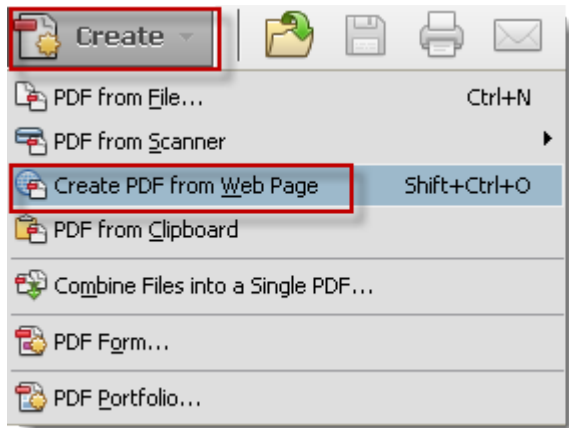 Create
PDF from File... Ctrl+N
PDF from Scanner
Create PDF from Web Page Shift+Ctrl+O
PDF from Clipboard
Combine Files into a Single PDF...
PDF Form...
PDF Portfolio...